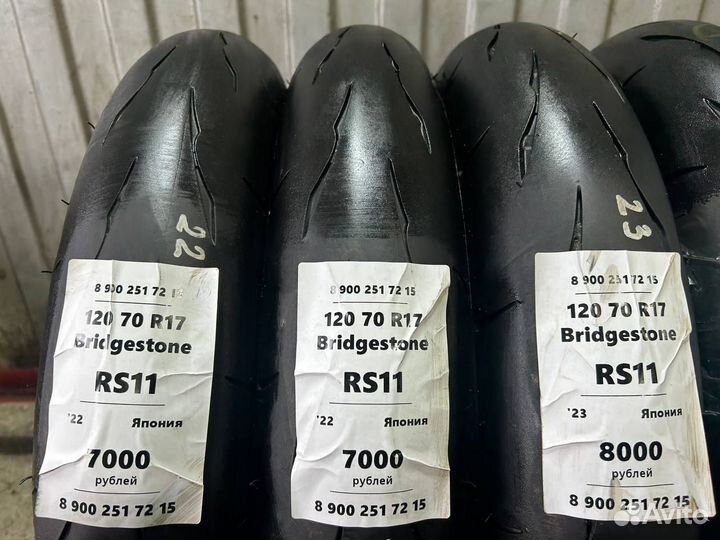 22
8 900 251 72 15
120 70 R17
Bridgestone
RS11
'22 Япония
7000
рублей
8 900 251 72 15
8 900 251 72 15
120 70 R17
Bridgestone
RS11
'22 Япония
7000
рублей
8 900 251 72 15
23
8 900 251 72 15
120 70 R17
Bridgestone
RS11
'23 Япония
8000
рублей
8 900 251 72 15
Avito